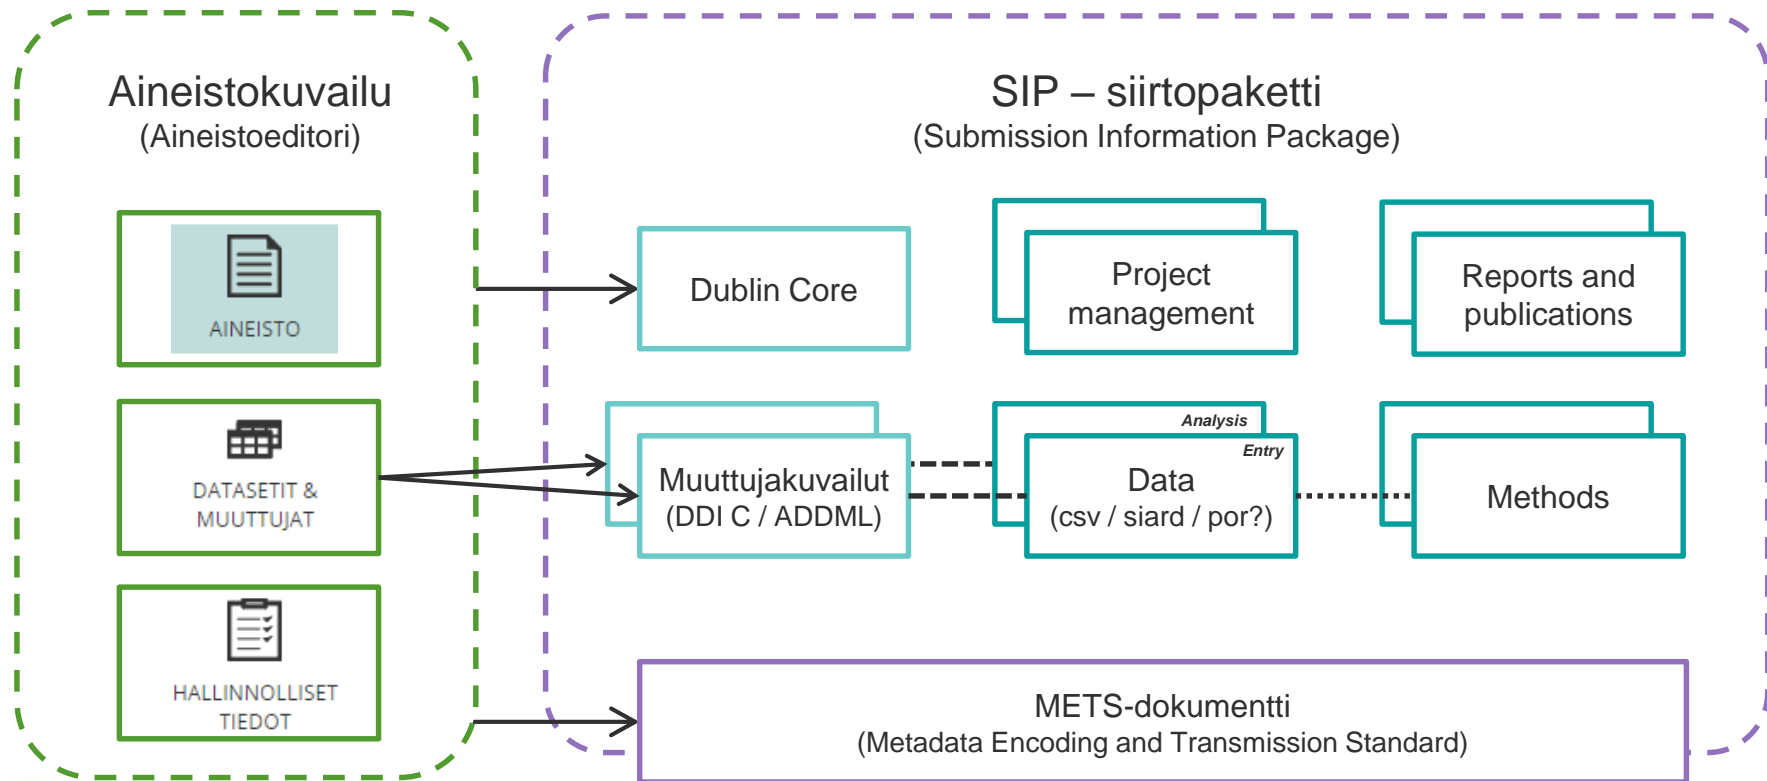 Aineistokuvailu
(Aineistoeditori)
AINEISTO
DATASETIT &
MUUTTUJAT
HALLINNOLLISET
TIEDOT
SIP – siirtopaketti
(Submission Information Package)
Dublin Core
Project
management
Reports and
publications
Muuttujakuvailut
(DDI C / ADDML)
Analysis
Entry
Data
(csv / siard / por?)
Methods
METS-dokumentti
(Metadata Encoding and Transmission Standard)